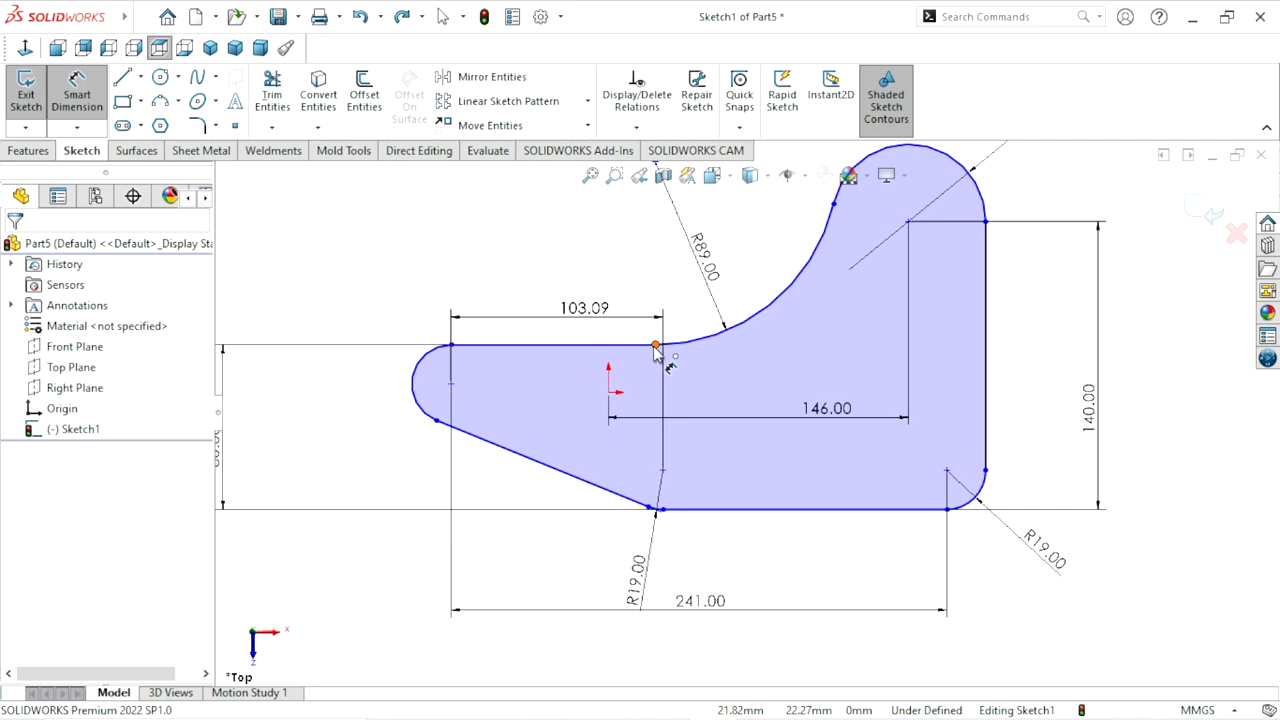 SOLIDWORKS
Sketch1 of Part5 *
Search Commands
Exit Sketch
Smart Dimension
Trim Entities
Convert Entities
Offset Entities
Offset On Surface
Mirror Entities
Linear Sketch Pattern
Move Entities
Display/Delete Relations
Repair Sketch
Quick Snaps
Rapid Sketch
Instant2D
Shaded Sketch Contours
Features
Sketch
Surfaces
Sheet Metal
Weldments
Mold Tools
Direct Editing
Evaluate
SOLIDWORKS Add-Ins
SOLIDWORKS CAM
Part5 (Default) <<Default>_Display Sta
History
Sensors
Annotations
Material <not specified>
Front Plane
Top Plane
Right Plane
Origin
(-) Sketch1
R89.00
103.09
146.00
140.00
R19.00
R19.00
241.00
x
z
*Top
Model
3D Views
Motion Study 1
SOLIDWORKS Premium 2022 SP1.0
21.82mm
22.27mm
0mm
Under Defined
Editing Sketch1
MMGS